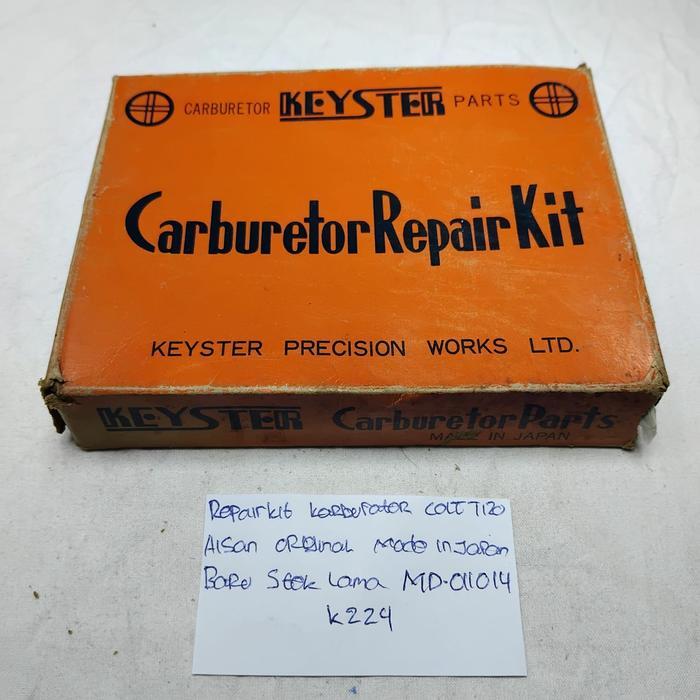 CARBURETOR KEYSTER PARTS
Carburetor Repair Kit
KEYSTER PRECISION WORKS LTD.
KEYSTER Carburetor Parts
MADE IN JAPAN
Repairkit karburator COLT T120
Aisan ORiginal Made in Japan
Baru Stok Lama MD-011014
K224